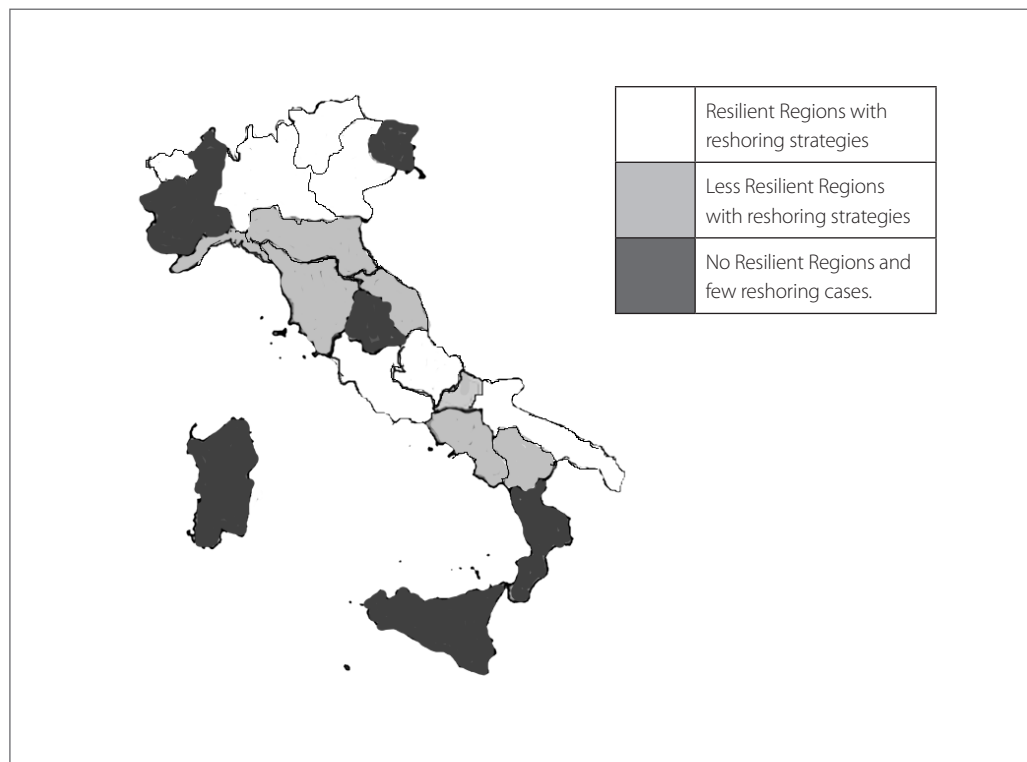 Resilient Regions with
reshoring strategies
Less Resilient Regions
with reshoring strategies
No Resilient Regions and
few reshoring cases.